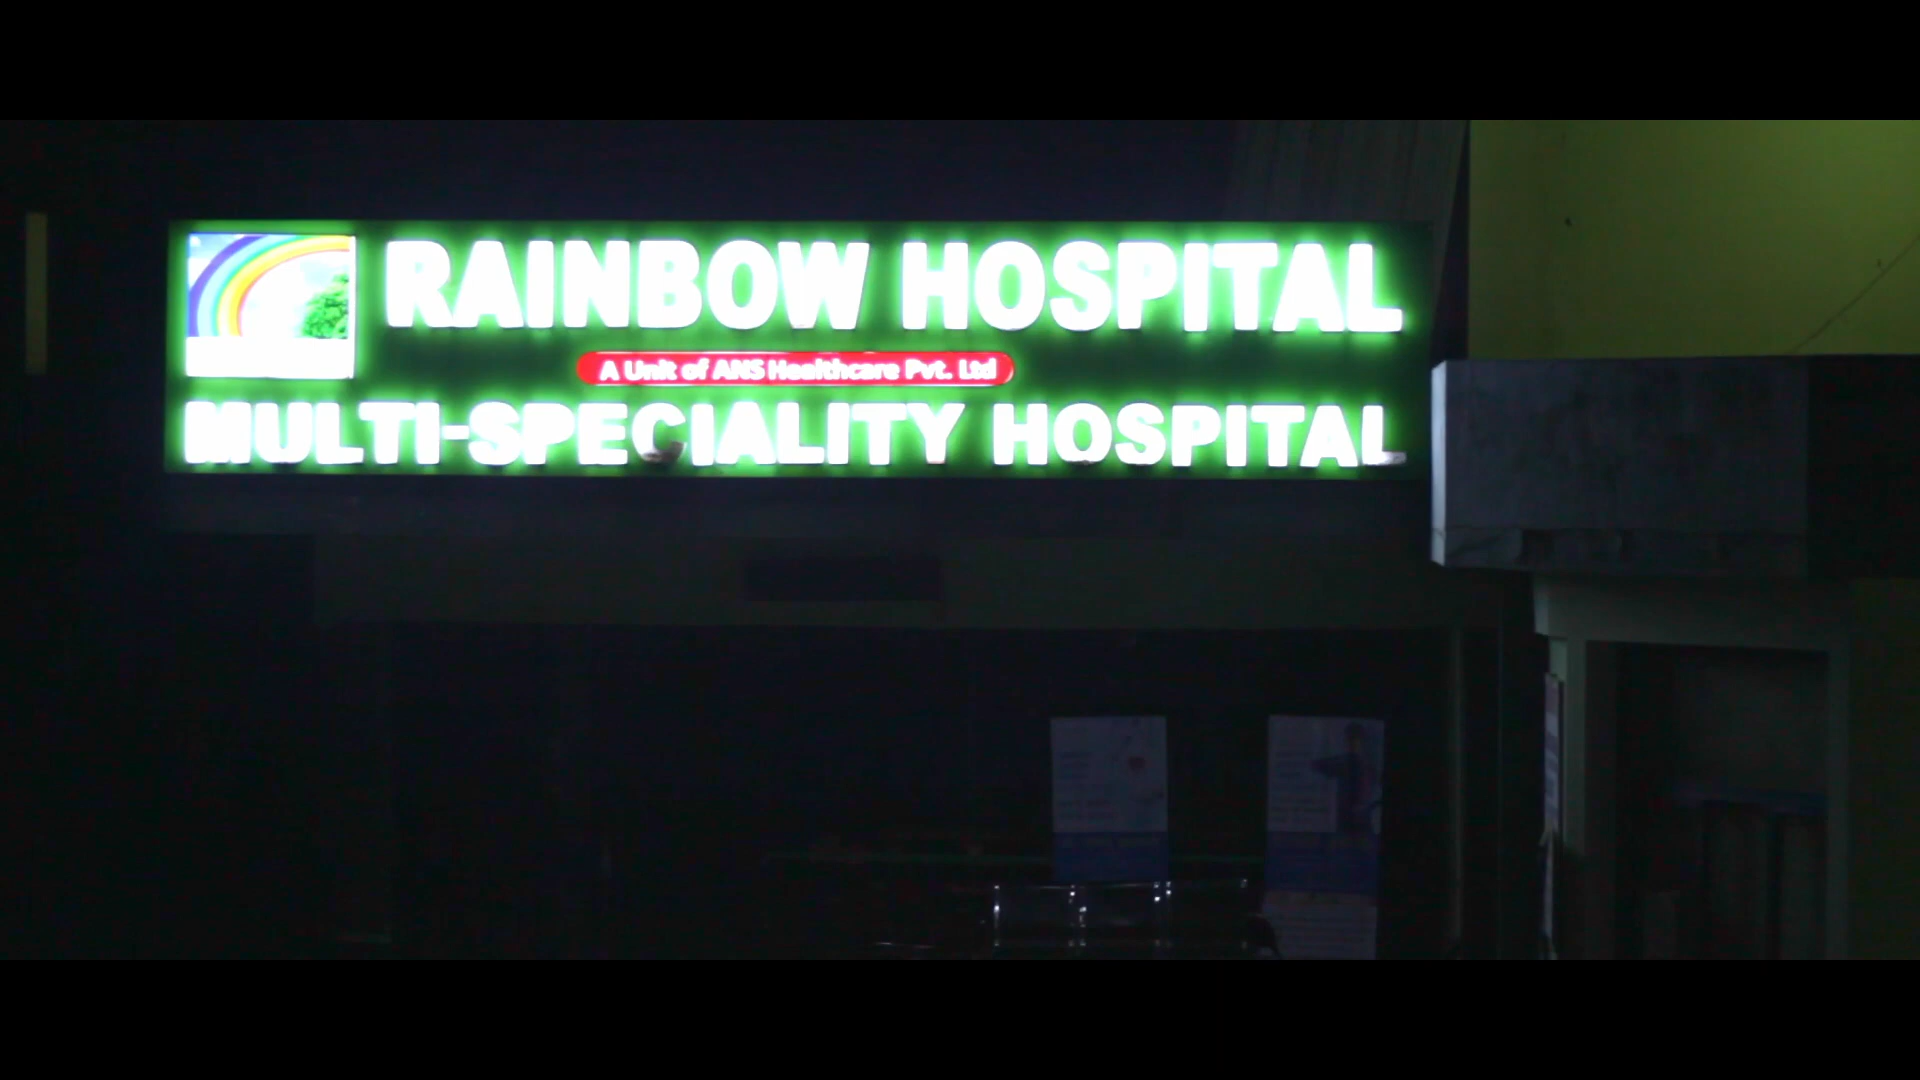 RAINBOW HOSPITAL
A Unit of ANS Healthcare Pvt. Ltd
MULTI-SPECIALITY HOSPITAL